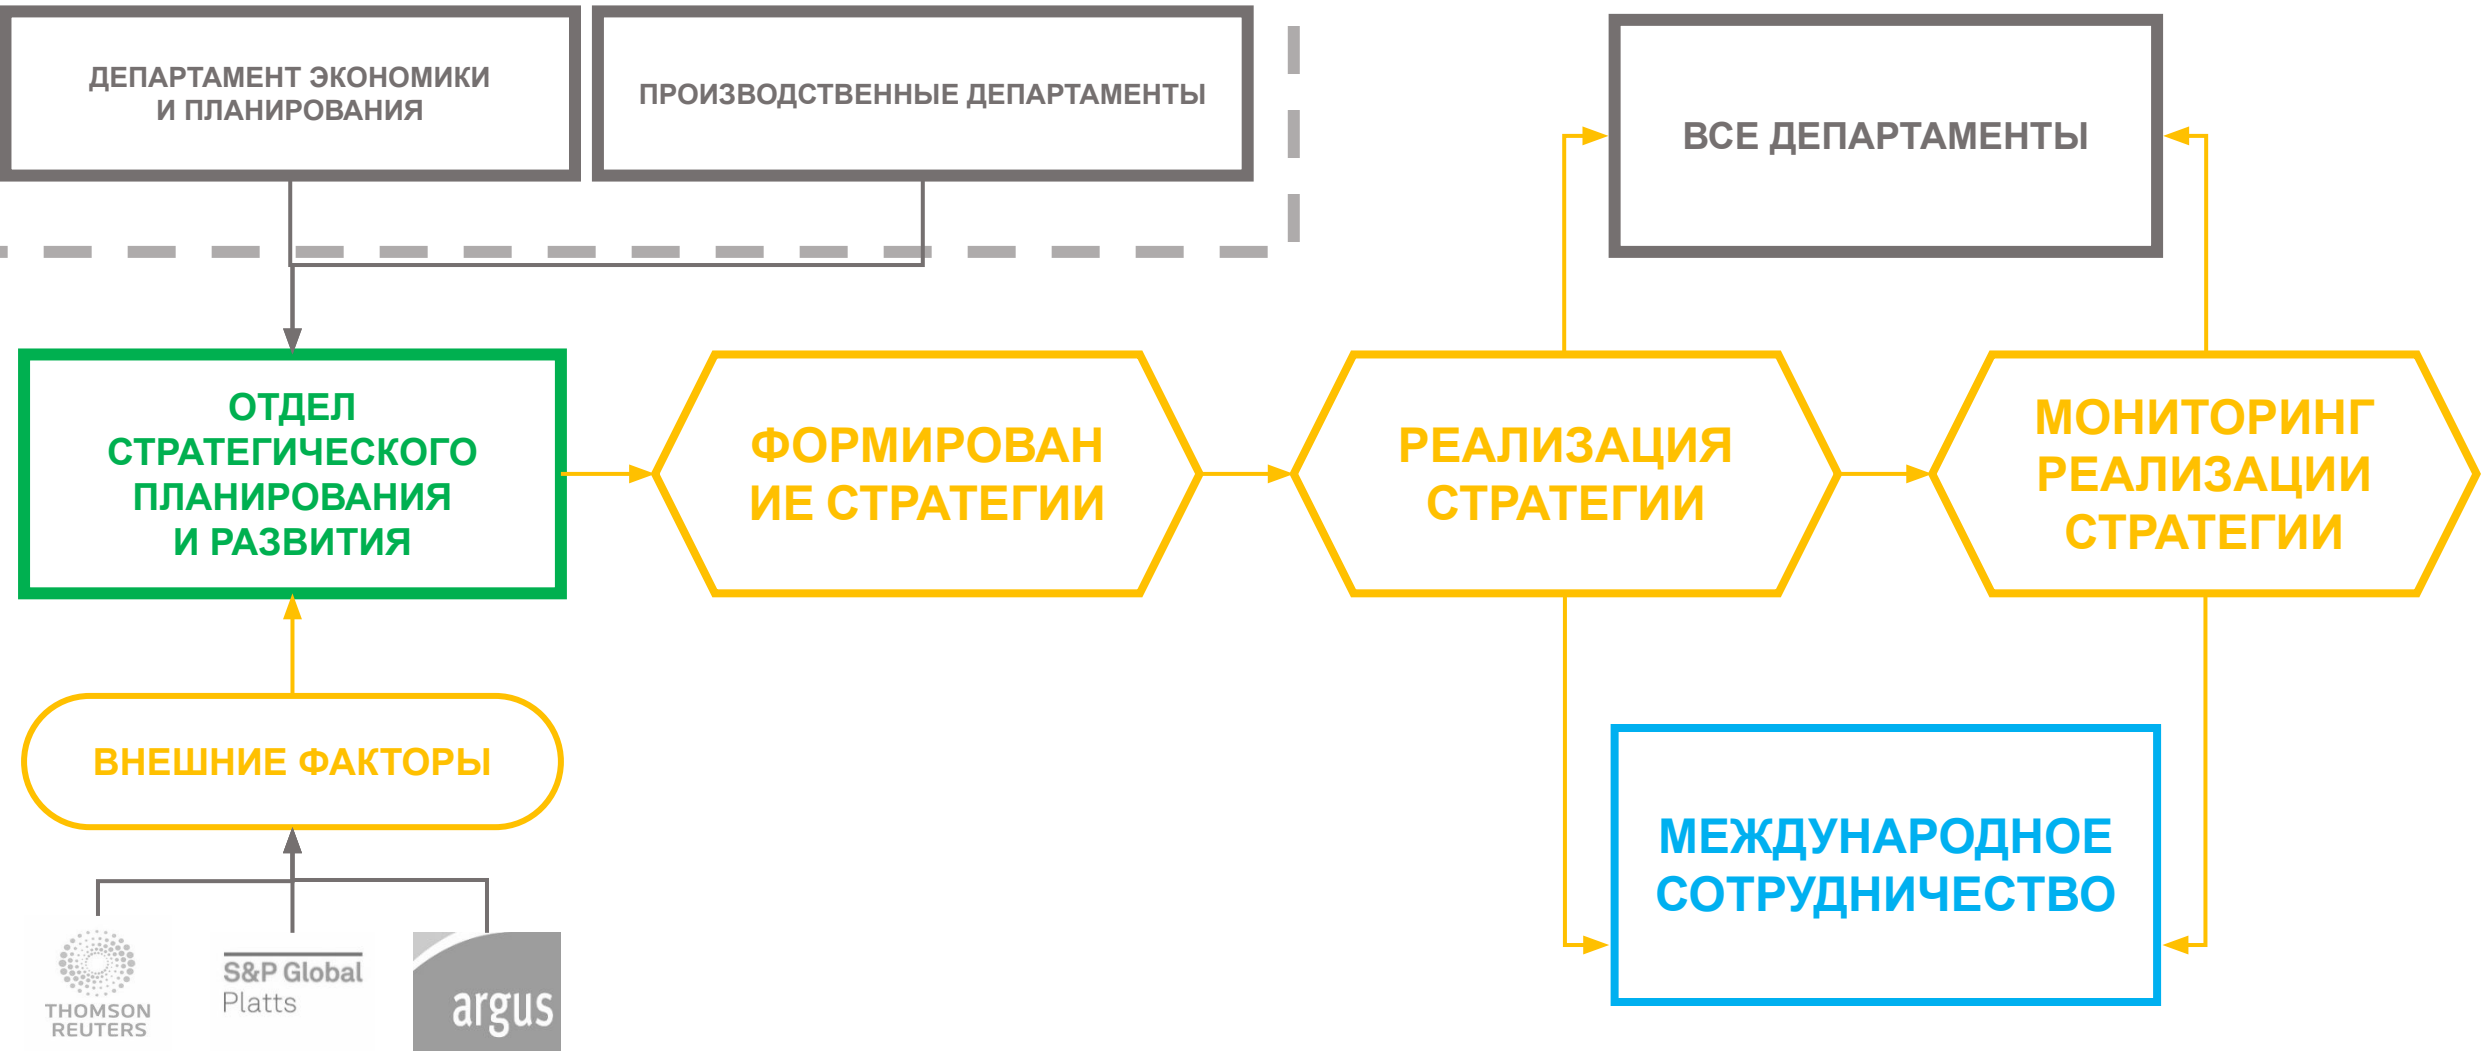 ДЕПАРТАМЕНТ ЭКОНОМИКИ
И ПЛАНИРОВАНИЯ
ПРОИЗВОДСТВЕННЫЕ ДЕПАРТАМЕНТЫ
ВСЕ ДЕПАРТАМЕНТЫ
ОТДЕЛ
СТРАТЕГИЧЕСКОГО
ПЛАНИРОВАНИЯ
И РАЗВИТИЯ
ФОРМИРОВАН
ИЕ СТРАТЕГИИ
РЕАЛИЗАЦИЯ
СТРАТЕГИИ
МОНИТОРИНГ
РЕАЛИЗАЦИИ
СТРАТЕГИИ
ВНЕШНИЕ ФАКТОРЫ
МЕЖДУНАРОДНОЕ
СОТРУДНИЧЕСТВО
THOMSON
REUTERS
S&P Global
Platts
argus